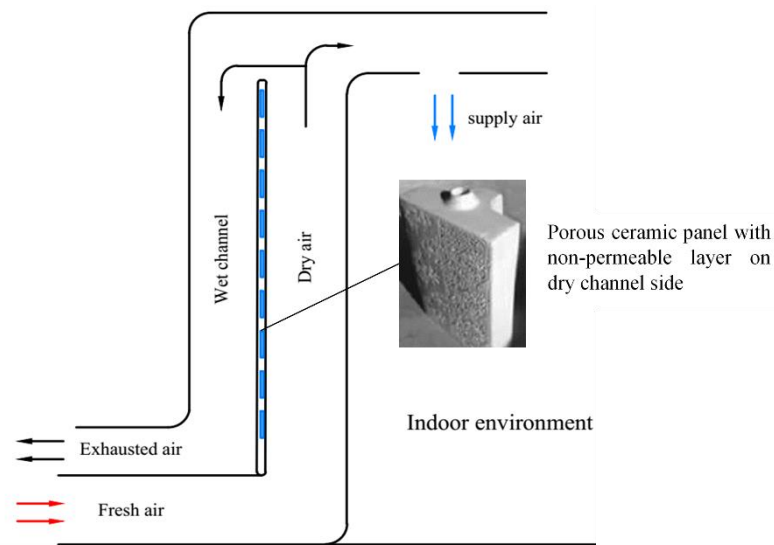 supply air
Wet channel
Dry air
Porous ceramic panel with
non-permeable layer on
dry channel side
Indoor environment
Exhausted air
Fresh air